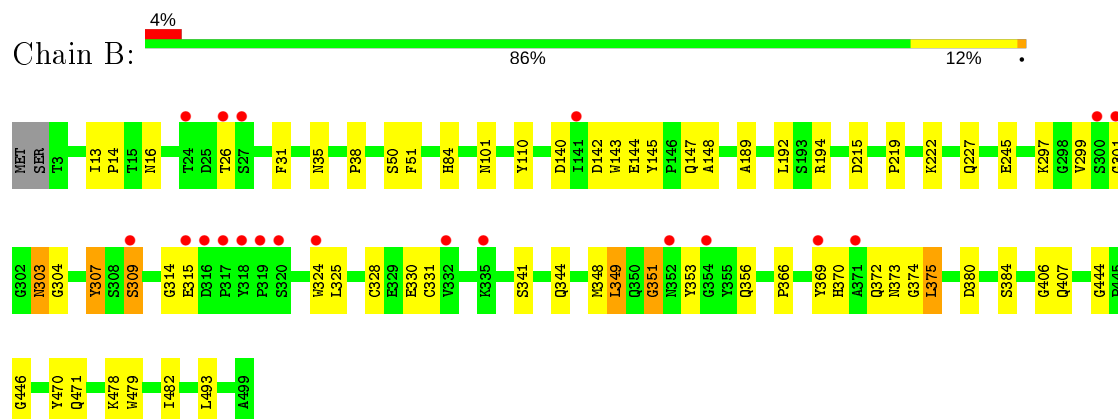 4%
Chain B:
86% 12% •
MET SER T3 I13 P14 T15 N16 T24 D25 T26 S27 F31 N35 P38 S50 F51 H84 N101 Y110 D140 I141 D142 W143 E144 Y145 P146 Q147 A148 A189 L192 S193 R194 D215 P219 K222 Q227 E245 K297 G298 V299 S300
G302 N303 G304 Y307 S308 S309 G314 E315 D316 P317 Y318 P319 S320 W324 L325 C328 E329 E330 C331 V332 K335 S341 Q344 M348 L349 Q350 G351 N352 Y353 G354 Y355 Q356 P366 Y369 H370 A371 Q372 N373 G374 L375 D380 S384 G406 Q407 G444
G446 Y470 Q471 K478 W479 I482 L493 A499